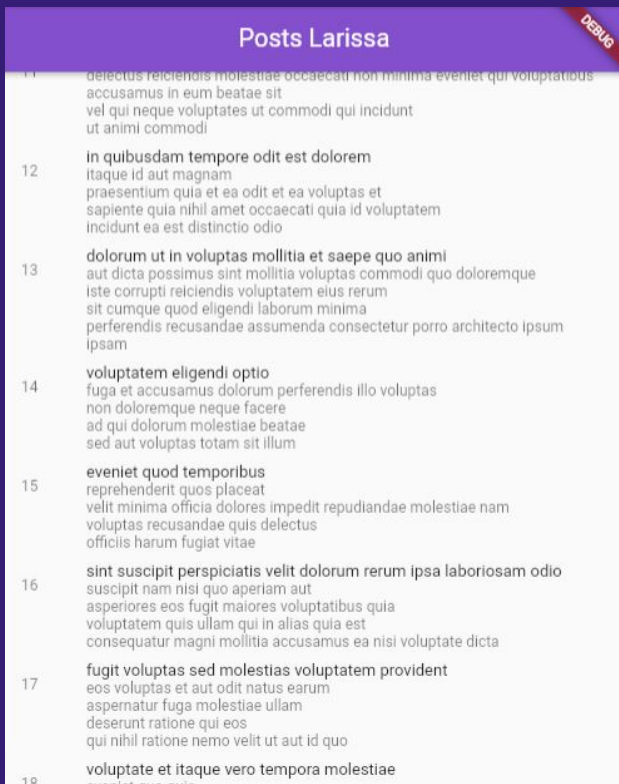 Posts Larissa
DEBUG
delectus reiciendis molestiae occaecati non minima eveniet qui voluptatibus
accusamus in eum beatae sit
vel qui neque voluptates ut commodi qui incidunt
ut animi commodi
12
in quibusdam tempore odit est dolorem
itaque id aut magnam
praesentium quia et ea odit et ea voluptas et
sapiente quia nihil amet occaecati quia id voluptatem
incidunt ea est distinctio odio
13
dolorum ut in voluptas mollitia et saepe quo animi
aut dicta possimus sint mollitia voluptas commodi quo doloremque
iste corrupti reiciendis voluptatem eius rerum
sit cumque quod eligendi laborum minima
perferendis recusandae assumenda consectetur porro architecto ipsum
ipsam
14
voluptatem eligendi optio
fuga et accusamus dolorum perferendis illo voluptas
non doloremque neque facere
ad qui dolorum molestiae beatae
sed aut voluptas totam sit illum
15
eveniet quod temporibus
reprehenderit quos placeat
velit minima officia dolores impedit repudiandae molestiae nam
voluptas recusandae quis delectus
officiis harum fugiat vitae
16
sint suscipit perspiciatis velit dolorum rerum ipsa laboriosam odio
suscipit nam nisi quo aperiam aut
asperiores eos fugit maiores voluptatibus quia
voluptatem quis ullam qui in alias quia est
consequatur magni mollitia accusamus ea nisi voluptate dicta
17
fugit voluptas sed molestias voluptatem provident
eos voluptas et aut odit natus earum
aspernatur fuga molestiae ullam
deserunt ratione qui eos
qui nihil ratione nemo velit ut aut id quo
18
voluptate et itaque vero tempora molestiae